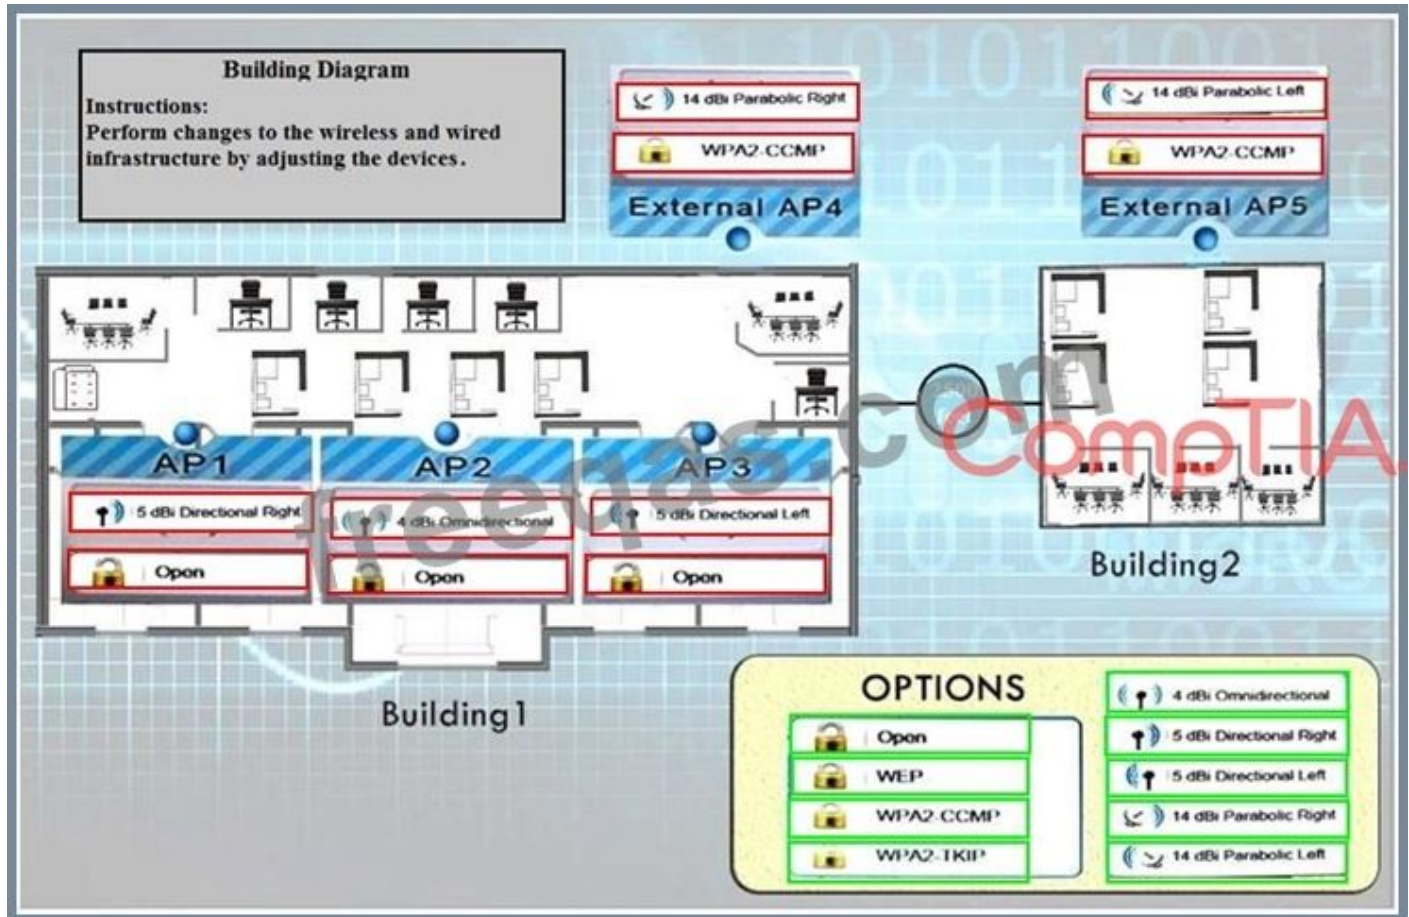 Building Diagram
Instructions:
Perform changes to the wireless and wired
infrastructure by adjusting the devices.
14 dBi Parabolic Right
WPA2-CCMP
External AP4
14 dBi Parabolic Left
WPA2-CCMP
External AP5
AP1
5 dBi Directional Right
Open
AP2
4 dBi Omnidirectional
Open
AP3
5 dBi Directional Left
Open
freeqas.com
CompTIA.
Building1
Building2
OPTIONS
Open
WEP
WPA2-CCMP
WPA2-TKIP
4 dBi Omnidirectional
5 dBi Directional Right
5 dBi Directional Left
14 dBi Parabolic Right
14 dBi Parabolic Left